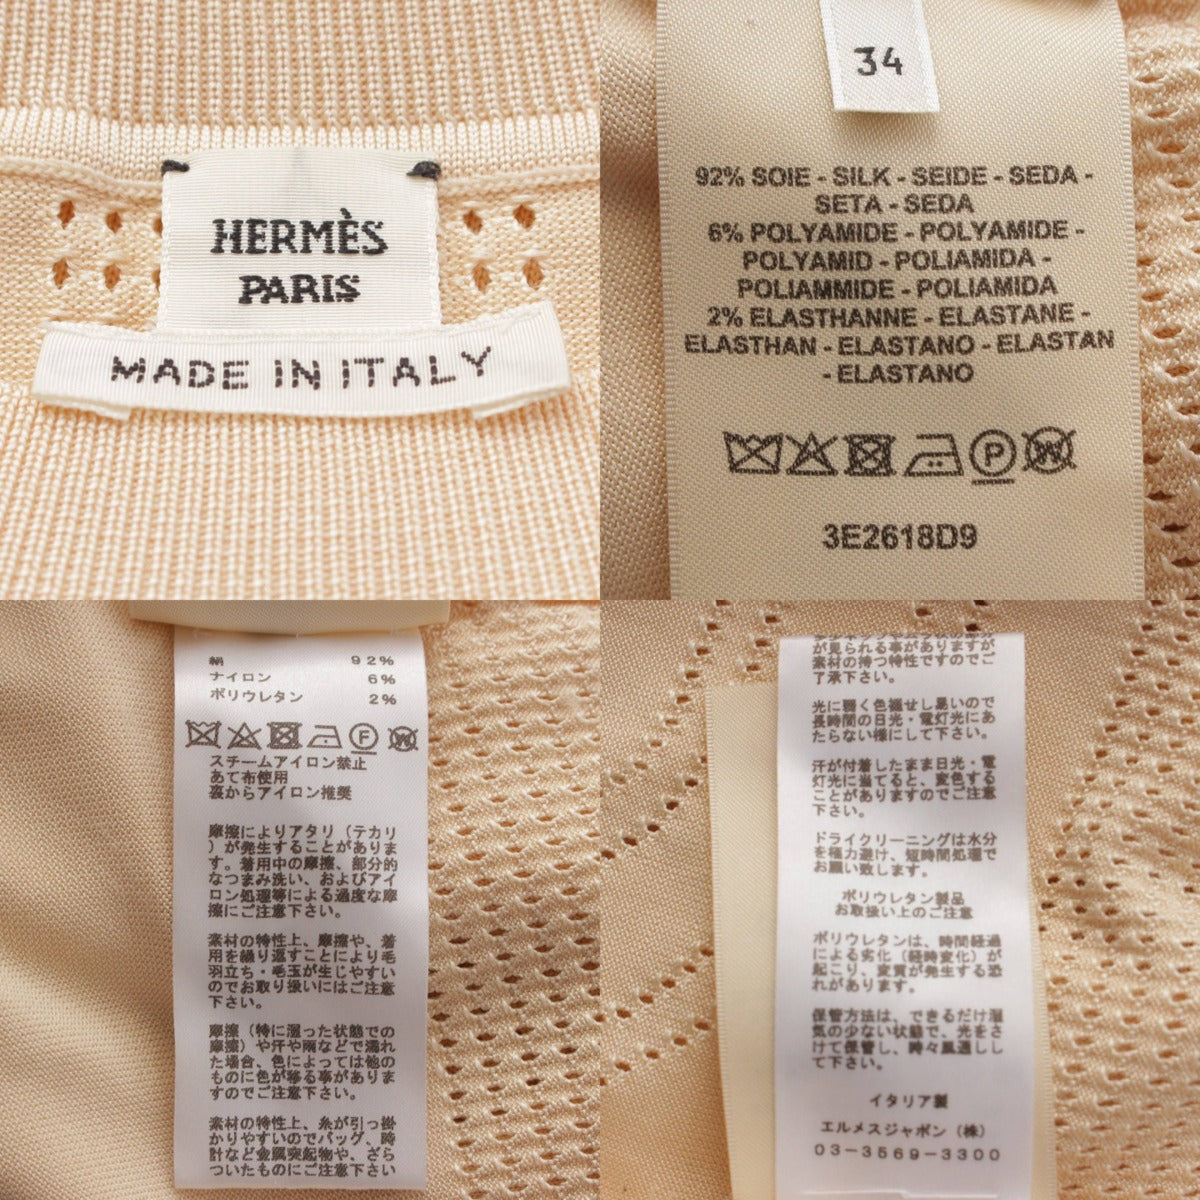 HERMÈS
PARIS
MADE IN ITALY
34
92% SOIE - SILK - SEIDE - SEDA -
SETA - SEDA
6% POLYAMIDE - POLYAMIDE -
POLYAMID - POLIAMIDA -
POLIAMMIDE - POLIAMIDA
2% ELASTHANNE - ELASTANE -
ELASTHAN - ELASTANO - ELASTAN
- ELASTANO
P W
3E2618D9
絹 92%
ナイロン 6%
ポリウレタン 2%
P W
スチームアイロン禁止
あて布使用
裏からアイロン推奨
摩擦によりアタリ（テカリ
）が発生することがありま
す。着用中の摩擦、部分的
なつまみ洗い、およびアイ
ロン処理等による過度な摩
擦にご注意下さい。
素材の特性上、摩擦や、着
用を繰り返すことにより毛
羽立ち・毛玉が生じやすい
のでお取り扱いにはご注意
下さい。
摩擦（特に湿った状態での
摩擦）や汗や雨などで濡れ
た場合、色によっては他の
ものに色が移る事がありま
すのでご注意下さい。
素材の特性上、糸が引っ掛
かりやすいのでバッグ、時
計など金属突起物や、ざら
ついたものにご注意下さい
が見られる事がありますが
素材の持つ特性ですのでご
了承下さい。
光に弱く色褪せし易いので
長時間の日光・電灯光にあ
たらない様にして下さい。
汗が付着したまま日光・電
灯光に当てると、変色する
ことがありますのでご注意
下さい。
ドライクリーニングは水分
を極力避け、短時間処理で
お願い致します。
ポリウレタン製品
お取扱い上のご注意
ポリウレタンは、時間経過
による劣化（経時変化）が
起こり、変質が発生する恐
れがあります。
保管方法は、できるだけ湿
気の少ない状態で、光をさ
けて保管し、時々風通しし
て下さい。
イタリア製
エルメスジャポン（株）
03-3569-3300